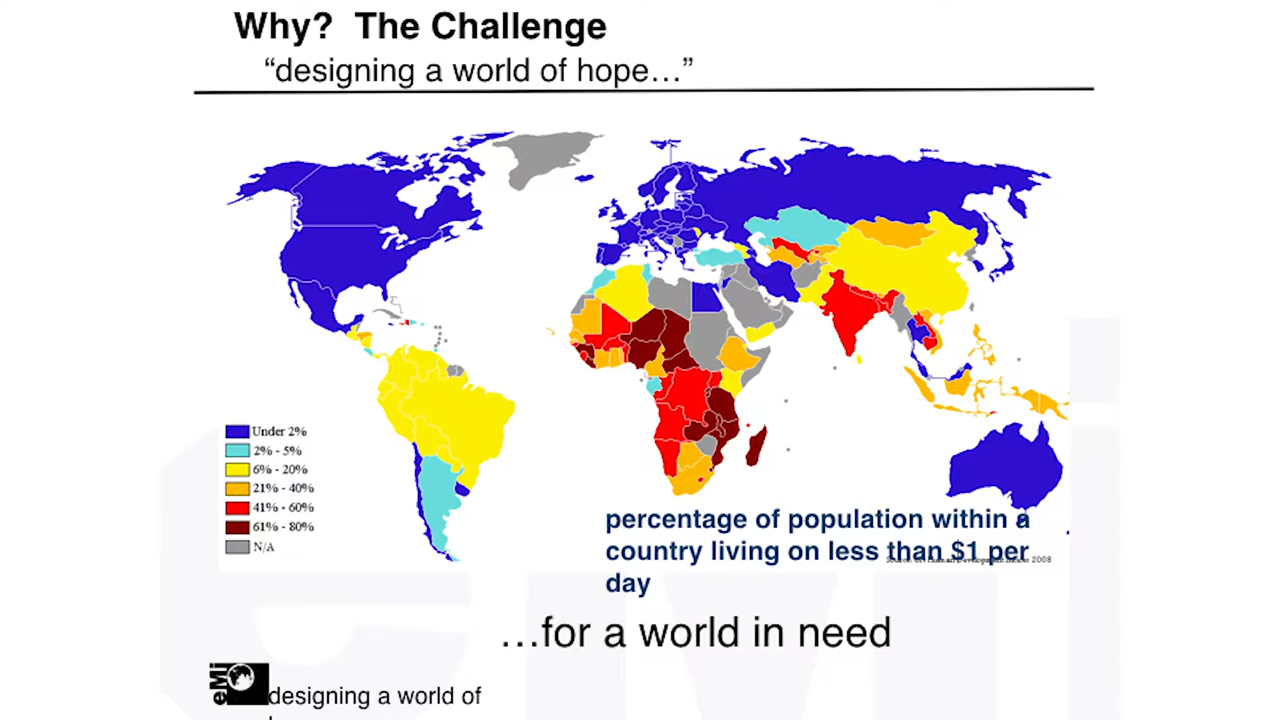 Why? The Challenge
“designing a world of hope…”
Under 2%
2% - 5%
6% - 20%
21% - 40%
41% - 60%
61% - 80%
N/A
percentage of population within a
country living on less than $1 per
day
2008
…for a world in need
eMi
designing a world of